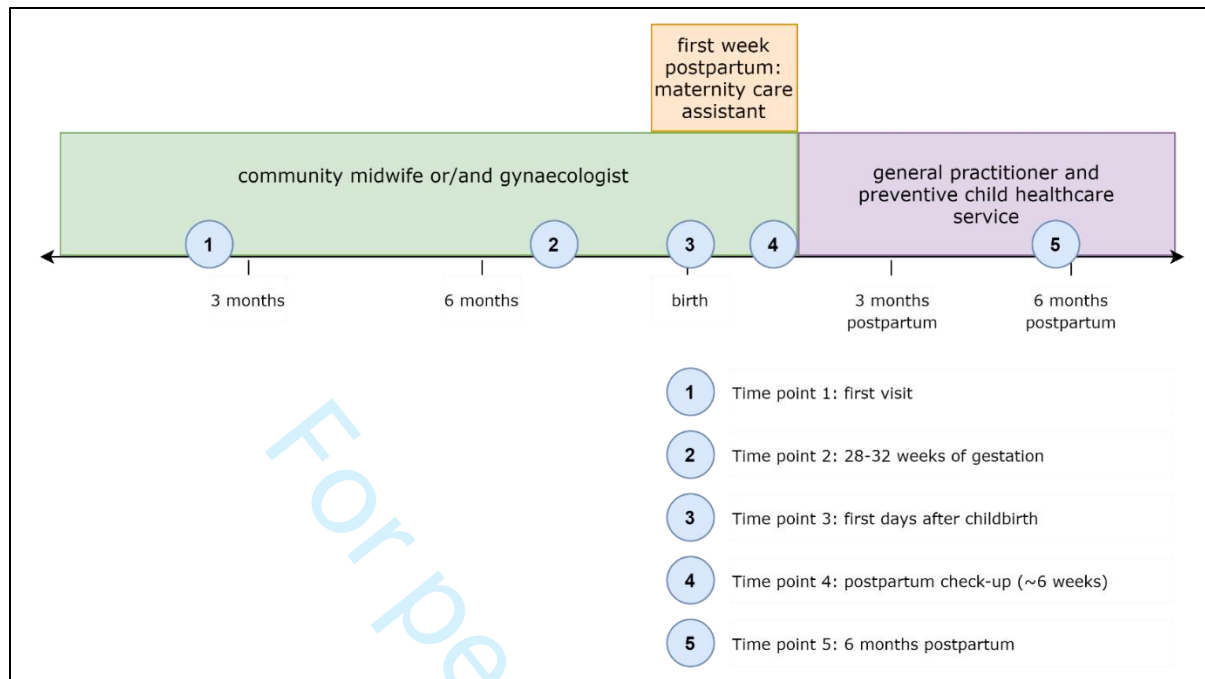 first week
postpartum:
maternity care
assistant
community midwife or/and gynaecologist
general practitioner and
preventive child healthcare
service
1
2
3
4
5
3 months
6 months
birth
3 months
postpartum
6 months
postpartum
1 Time point 1: first visit
2 Time point 2: 28-32 weeks of gestation
3 Time point 3: first days after childbirth
4 Time point 4: postpartum check-up (~6 weeks)
5 Time point 5: 6 months postpartum
For pe